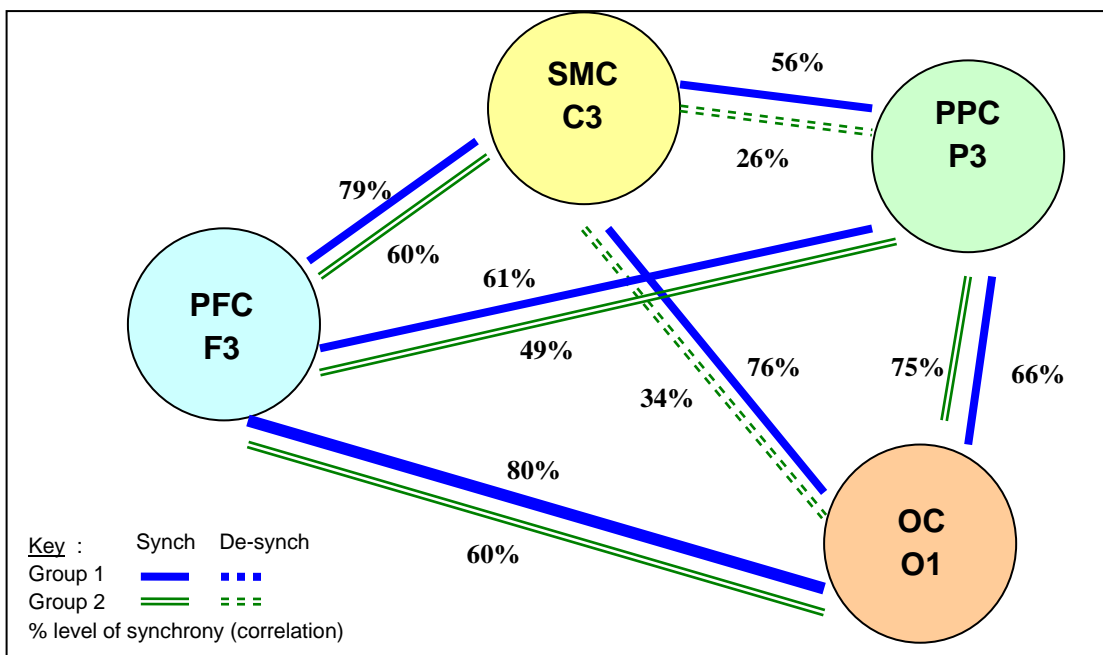 SMC
C3
56%
PPC
P3
26%
79%
60%
61%
PFC
F3
49%
76%
34%
75%
66%
80%
60%
OC
O1
Key : Synch De-synch
Group 1
Group 2
% level of synchrony (correlation)